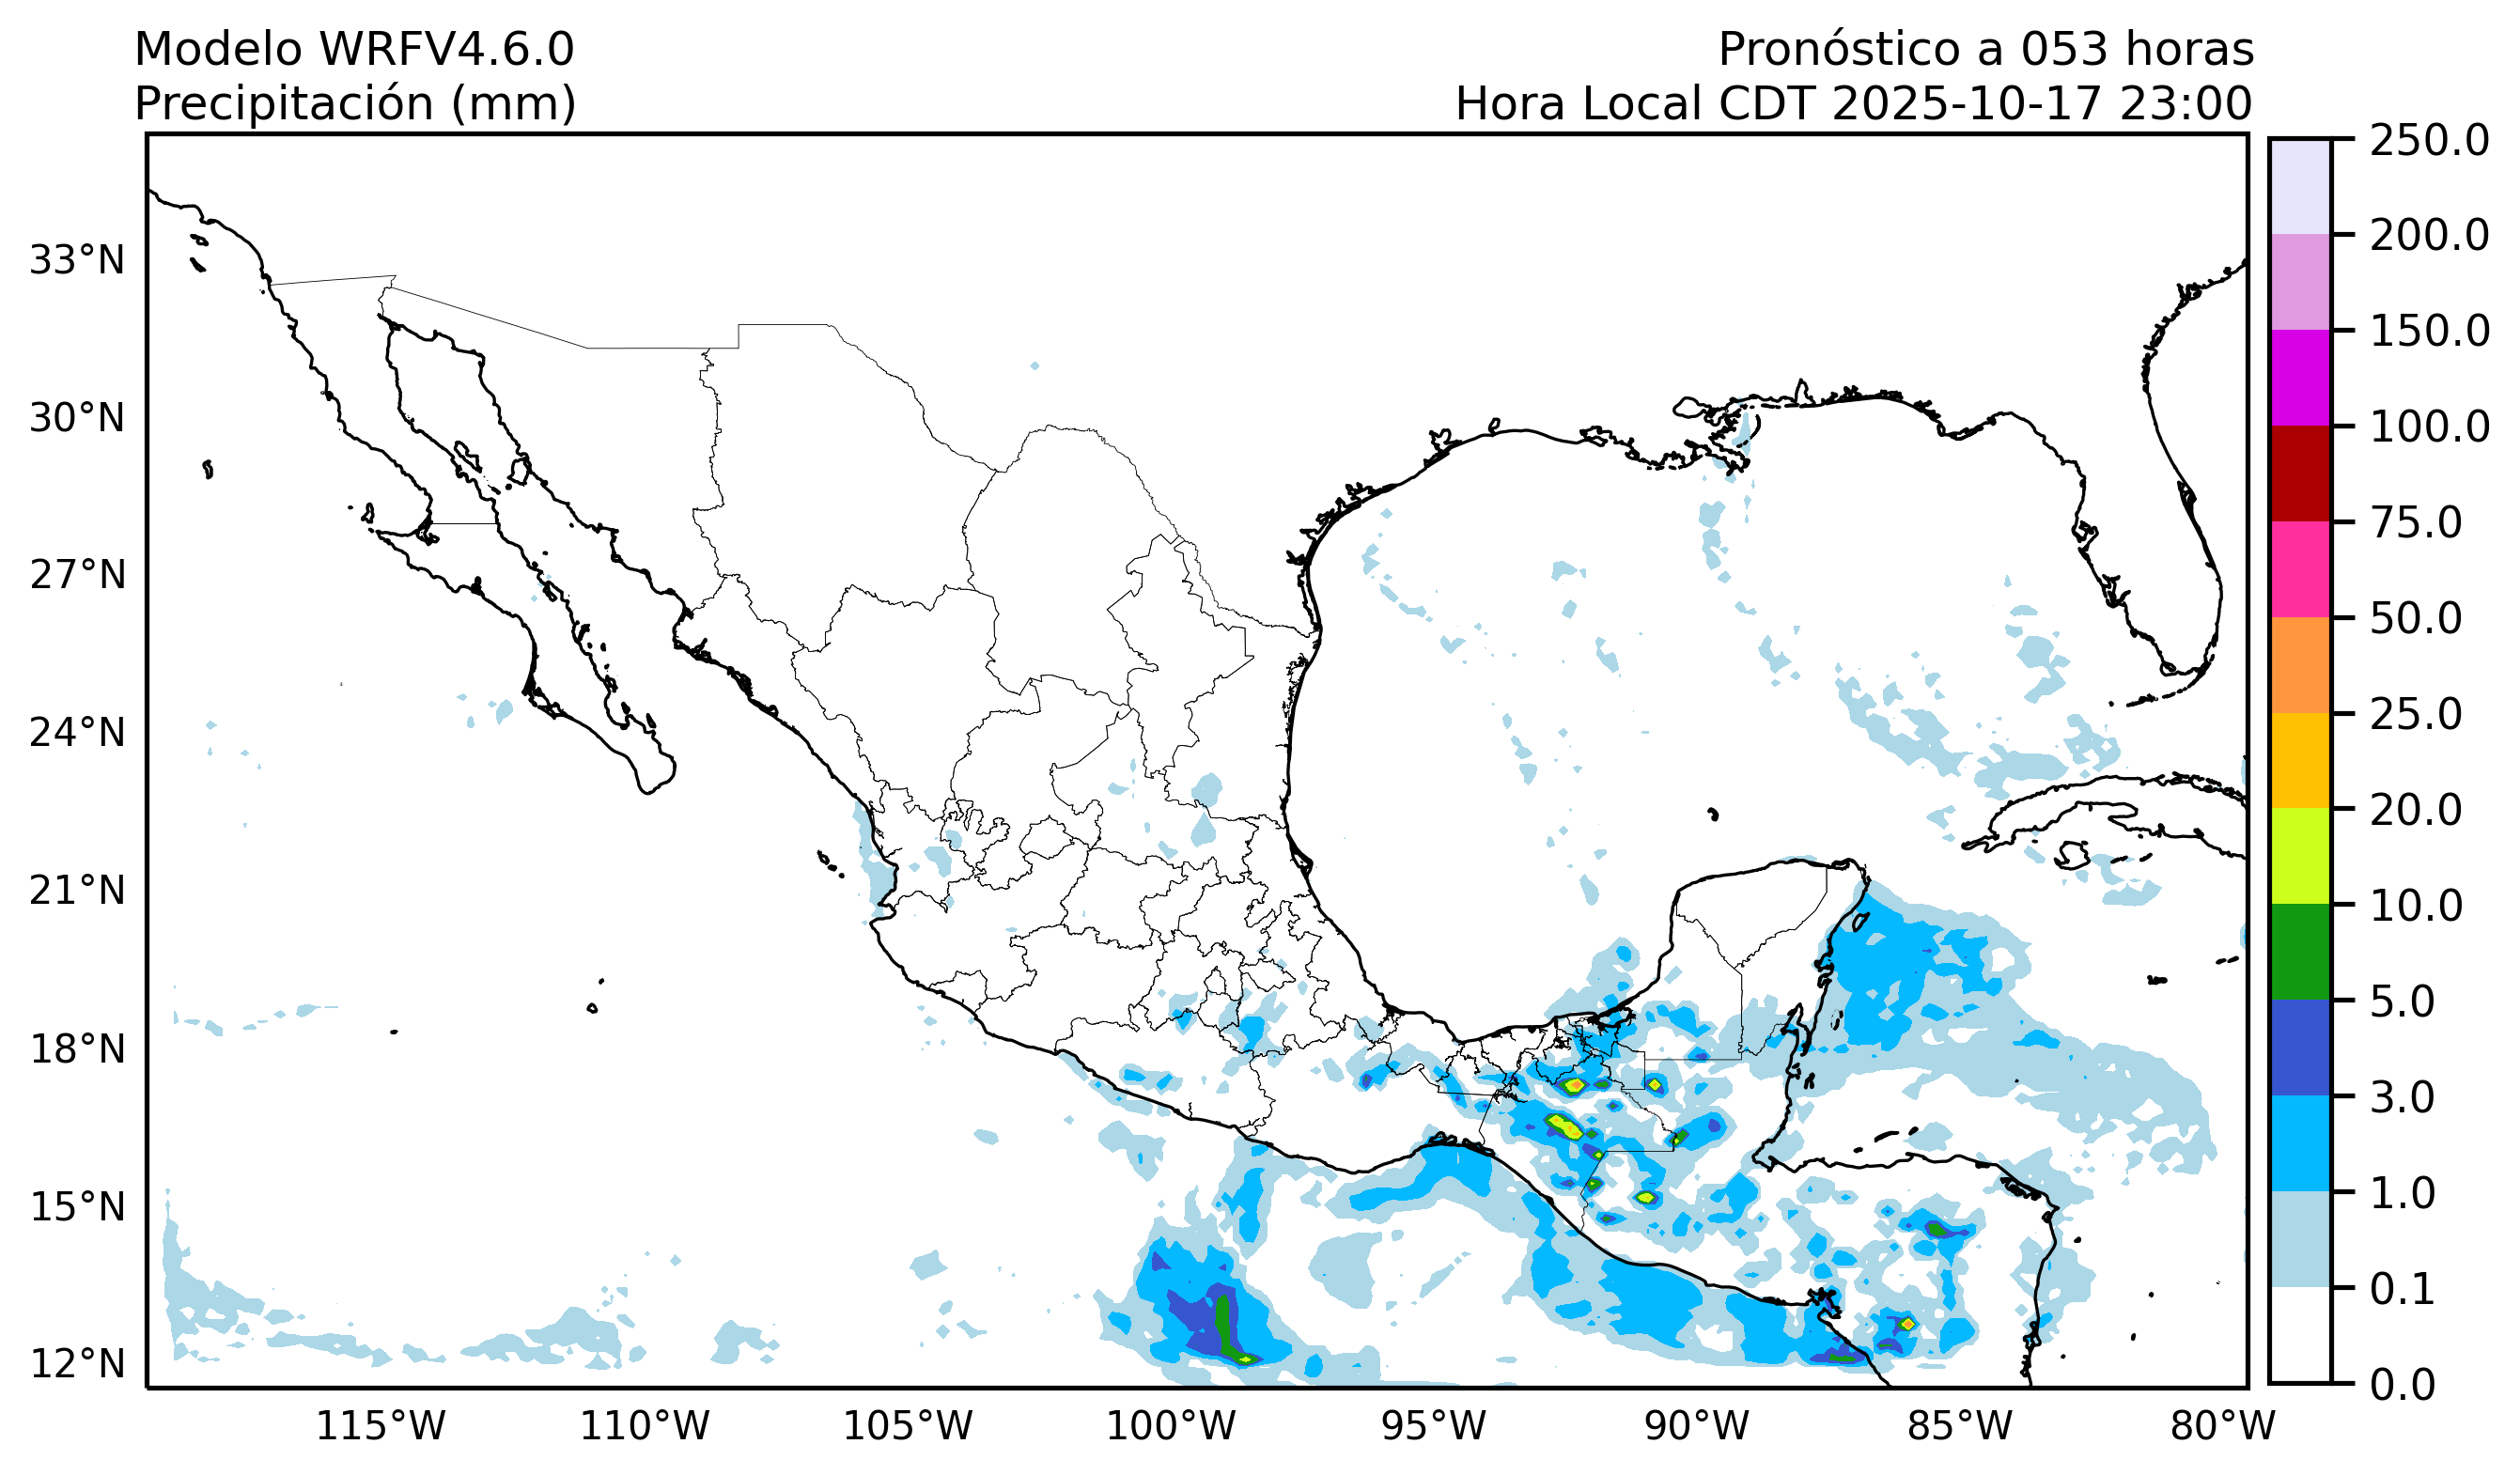 Modelo WRFV4.6.0
Precipitación (mm)
Pronóstico a 053 horas
Hora Local CDT 2025-10-17 23:00
33°N
30°N
27°N
24°N
21°N
18°N
15°N
12°N
115°W
110°W
105°W
100°W
95°W
90°W
85°W
80°W
250.0
200.0
150.0
100.0
75.0
50.0
25.0
20.0
10.0
5.0
3.0
1.0
0.1
0.0